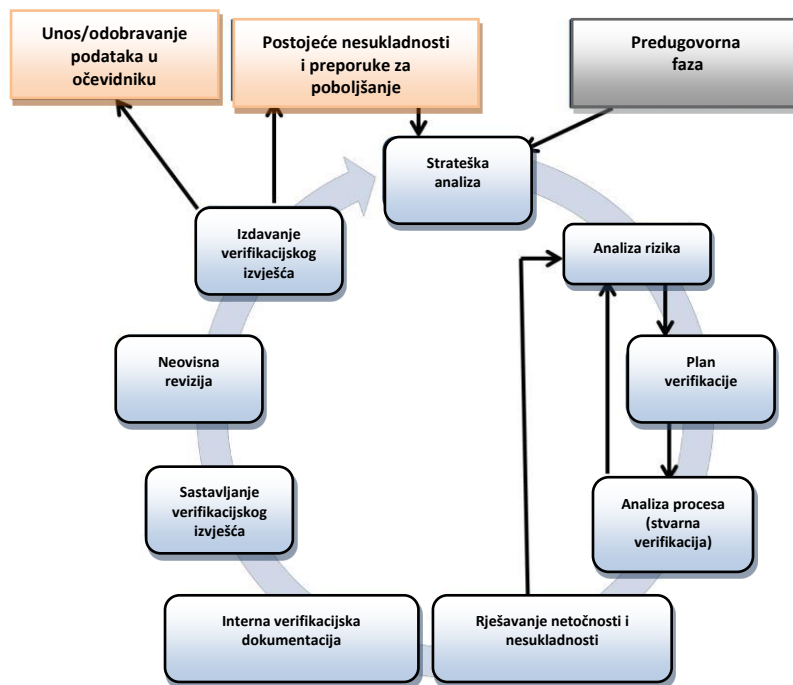 Unos/odobravanje
podataka u
očevidniku
Postojeće nesukladnosti
i preporuke za
poboljšanje
Predugovorna
faza
Strateška
analiza
Analiza rizika
Plan
verifikacije
Analiza procesa
(stvarna
verifikacija)
Rješavanje netočnosti i
nesukladnosti
Interna verifikacijska
dokumentacija
Sastavljanje
verifikacijskog
izvješća
Neovisna
revizija
Izdavanje
verifikacijskog
izvješća